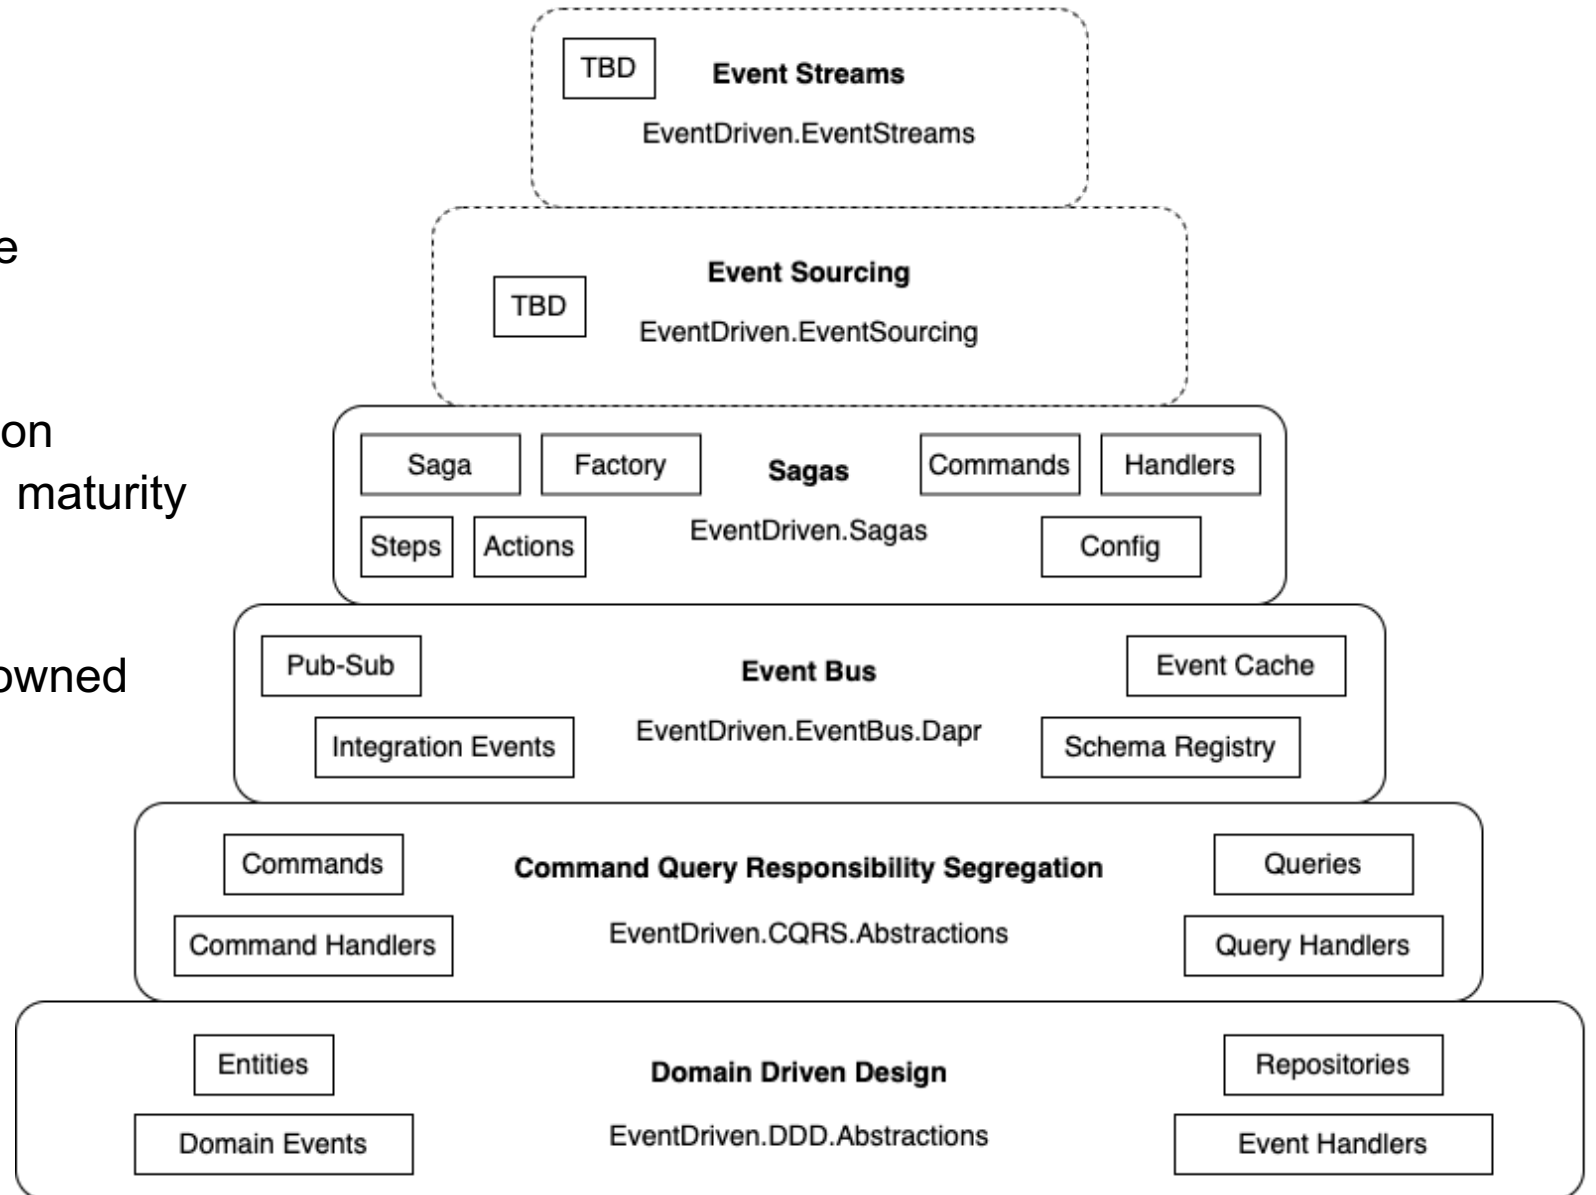 TBD
Event Streams
EventDriven.EventStreams
e
TBD
Event Sourcing
EventDriven.EventSourcing
on
maturity
Saga
Factory
Sagas
Commands
Handlers
Steps
Actions
EventDriven.Sagas
Config
owned
Pub-Sub
Event Bus
Event Cache
Integration Events
EventDriven.EventBus.Dapr
Schema Registry
Commands
Command Query Responsibility Segregation
Queries
Command Handlers
EventDriven.CQRS.Abstractions
Query Handlers
Entities
Domain Driven Design
Repositories
Domain Events
EventDriven.DDD.Abstractions
Event Handlers